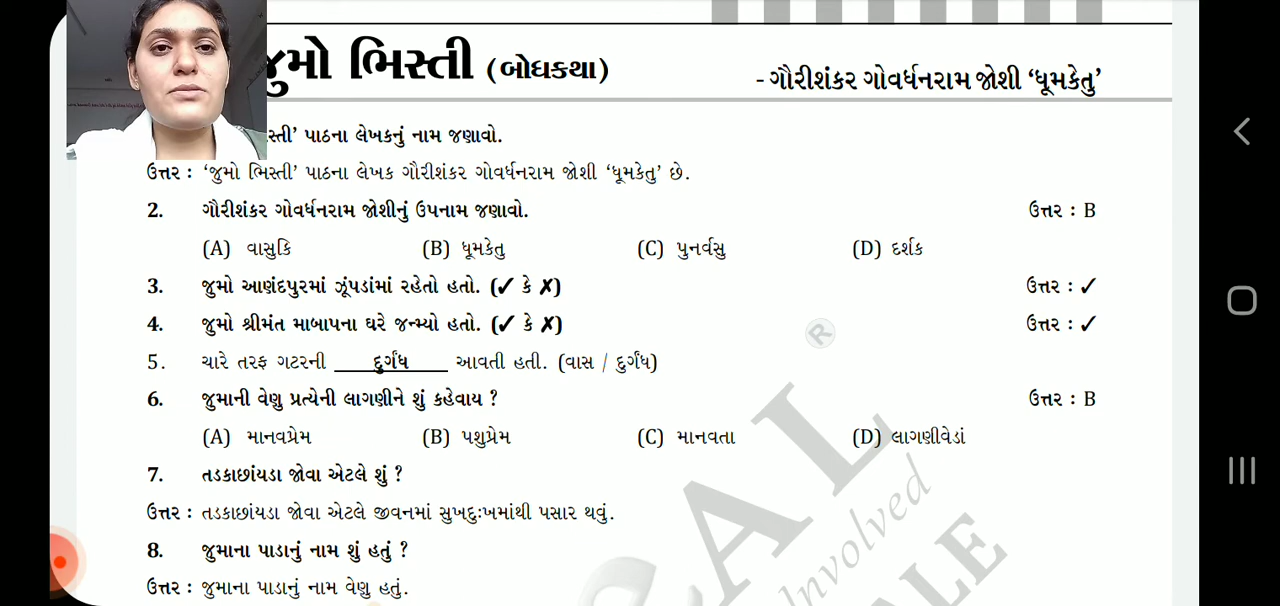 જુમો ભિસ્તી (બોધકથા)
- ગૌરીશંકર ગોવર્ધનરામ જોશી ‘ધૂમકેતુ’
પાઠના લેખકનું નામ જણાવો.
ઉત્તર : ‘જુમો ભિસ્તી’ પાઠના લેખક ગૌરીશંકર ગોવર્ધનરામ જોશી ‘ધૂમકેતુ’ છે.
2. ગૌરીશંકર ગોવર્ધનરામ જોશીનું ઉપનામ જણાવો. ઉત્તર : B
(A) વાસુકિ (B) ધૂમકેતુ (C) પુનર્વસુ (D) દર્શક
3. જુમો આણંદપુરમાં ઝૂંપડાંમાં રહેતો હતો. (✓ કે ✗) ઉત્તર : ✓
4. જુમો શ્રીમંત માબાપના ઘરે જન્મ્યો હતો. (✓ કે ✗) ઉત્તર : ✓
5. ચારે તરફ ગટરની દુર્ગંધ આવતી હતી. (વાસ / દુર્ગંધ)
6. જુમાની વેણુ પ્રત્યેની લાગણીને શું કહેવાય ? ઉત્તર : B
(A) માનવપ્રેમ (B) પશુપ્રેમ (C) માનવતા (D) લાગણીવેડાં
7. તડકાછાંયડા જોવા એટલે શું ?
ઉત્તર : તડકાછાંયડા જોવા એટલે જીવનમાં સુખદુઃખમાંથી પસાર થવું.
8. જુમાના પાડાનું નામ શું હતું ?
ઉત્તર : જુમાના પાડાનું નામ વેણુ હતું.
®
Involved